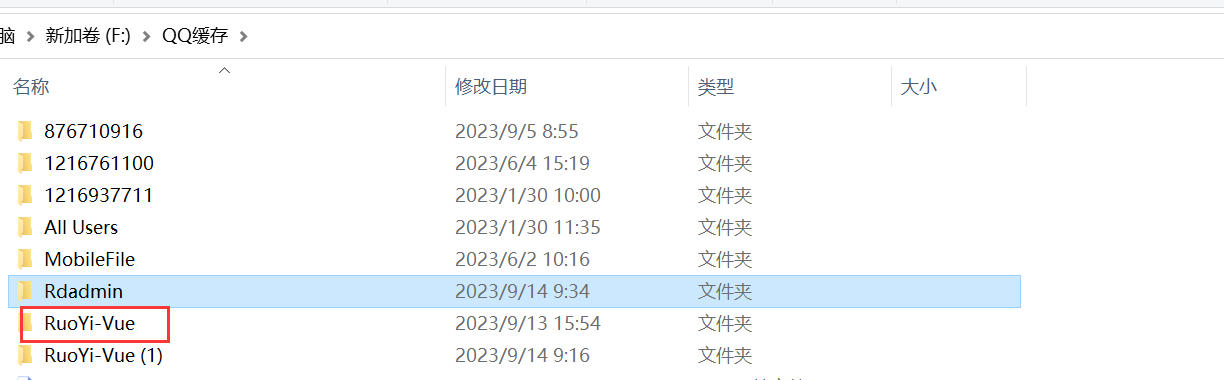 脑 > 新加卷 (F:) > QQ缓存 >
名称 修改日期 类型 大小
876710916 2023/9/5 8:55 文件夹
1216761100 2023/6/4 15:19 文件夹
1216937711 2023/1/30 10:00 文件夹
All Users 2023/1/30 11:35 文件夹
MobileFile 2023/6/2 10:16 文件夹
Rdadmin 2023/9/14 9:34 文件夹
RuoYi-Vue 2023/9/13 15:54 文件夹
RuoYi-Vue (1) 2023/9/14 9:16 文件夹